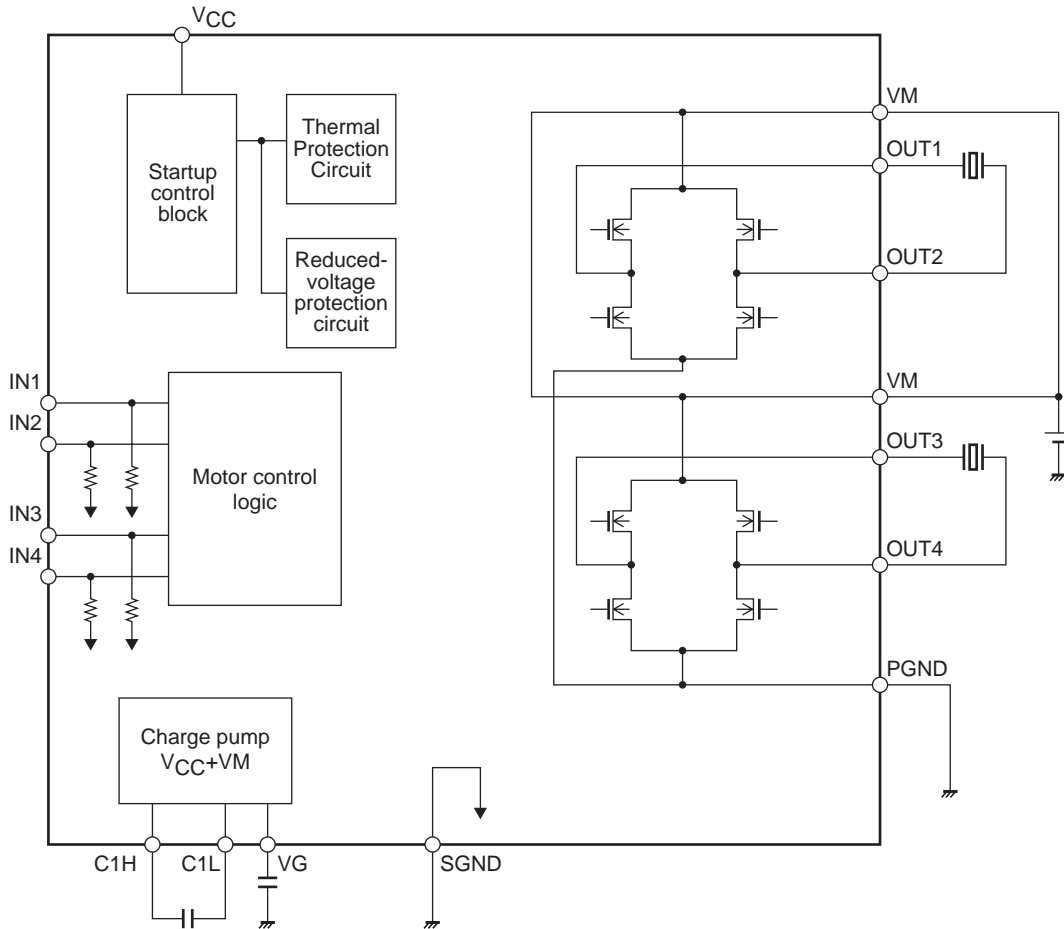 VCC
Startup
control
block
Thermal
Protection
Circuit
Reduced-
voltage
protection
circuit
VM
OUT1
OUT2
IN1
IN2
IN3
IN4
Motor control
logic
VM
OUT3
OUT4
PGND
Charge pump
VCC+VM
C1H
C1L
VG
SGND